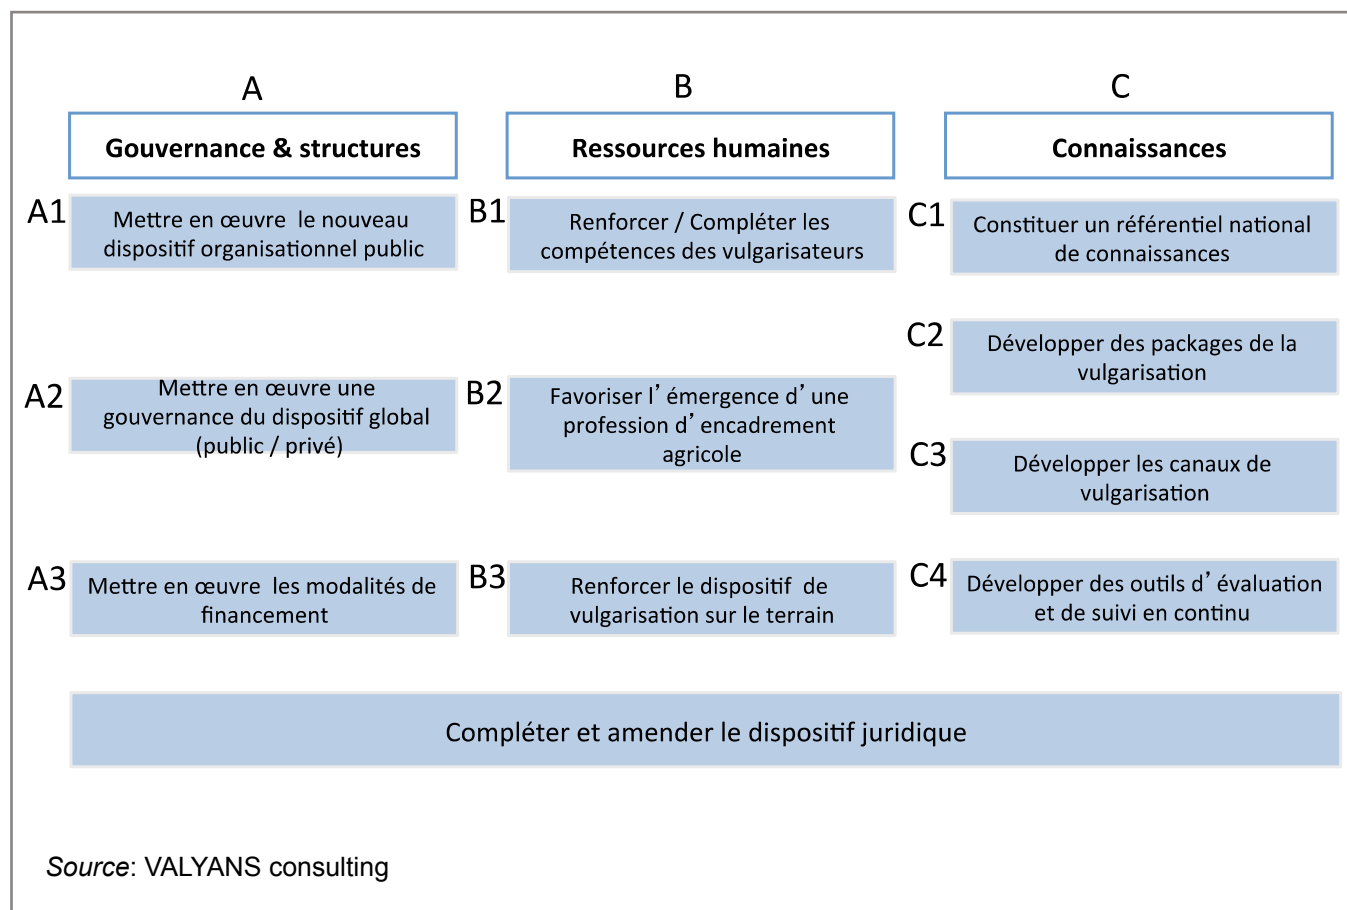 A
Gouvernance & structures
A1
Mettre en œuvre le nouveau
dispositif organisationnel public
A2
Mettre en œuvre une
gouvernance du dispositif global
(public / privé)
A3
Mettre en œuvre les modalités de
financement
B
Ressources humaines
B1
Renforcer / Compléter les
compétences des vulgarisateurs
B2
Favoriser l’ émergence d’ une
profession d’ encadrement
agricole
B3
Renforcer le dispositif de
vulgarisation sur le terrain
C
Connaissances
C1
Constituer un référentiel national
de connaissances
C2
Développer des packages de la
vulgarisation
C3
Développer les canaux de
vulgarisation
C4
Développer des outils d’ évaluation
et de suivi en continu
Compléter et amender le dispositif juridique
Source: VALYANS consulting